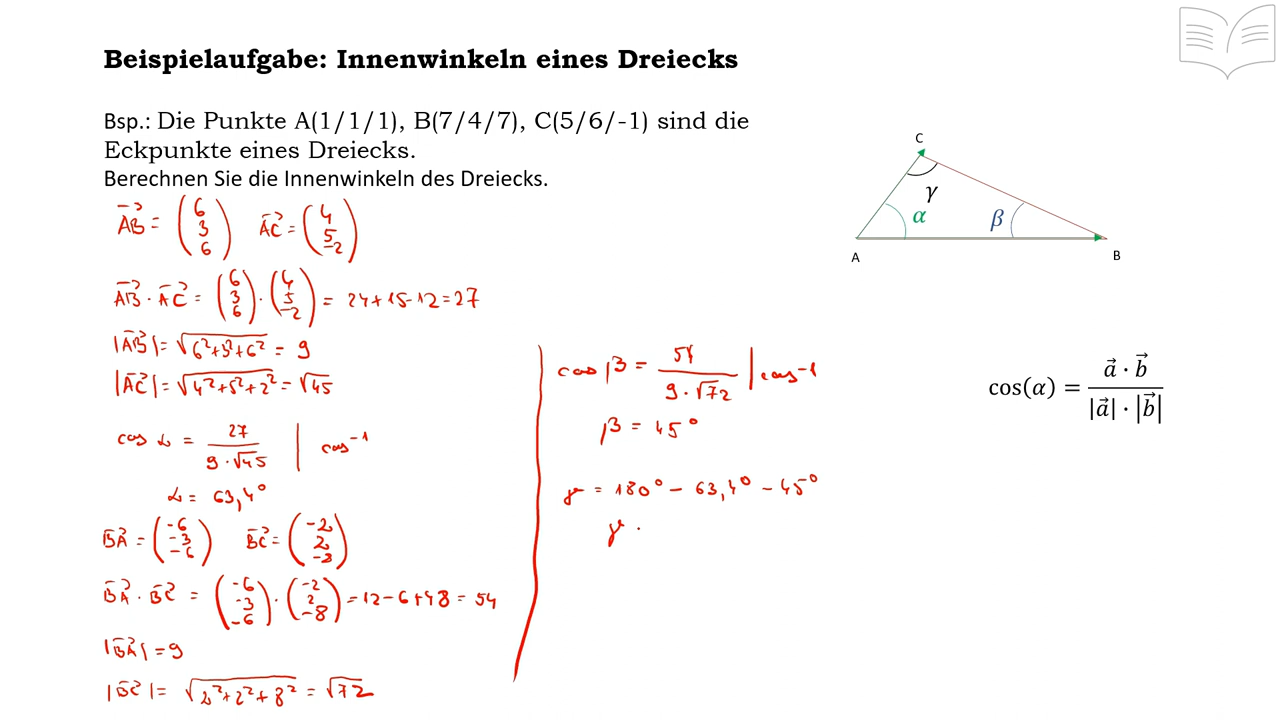 Beispielaufgabe: Innenwinkeln eines Dreiecks
Bsp.: Die Punkte A(1/1/1), B(7/4/7), C(5/6/-1) sind die
Eckpunkte eines Dreiecks.
Berechnen Sie die Innenwinkeln des Dreiecks.
AB⃗ = (6 3 6) AC⃗ = (4 5 -2)
AB⃗ · AC⃗ = (6 3 6) · (4 5 -2) = 24+15-12=27
|AB⃗| = √(6²+3²+6²) = 9
|AC⃗| = √(4²+5²+2²) = √45
cos α = 27 / (9·√45) | cos⁻¹
α = 63,4°
BA⃗ = (-6 -3 -6) BC⃗ = (-2 2 -8)
BA⃗ · BC⃗ = (-6 -3 -6) · (-2 2 -8) = 12-6+48 = 54
|BA⃗| = 9
|BC⃗| = √(2²+2²+8²) = √72
cos β = 54 / (9·√72) | cos⁻¹
β = 45°
γ = 180° - 63,4° - 45°
γ
C
γ
α
β
A
B
cos(α) = a⃗ · b⃗ / |a⃗| · |b⃗|